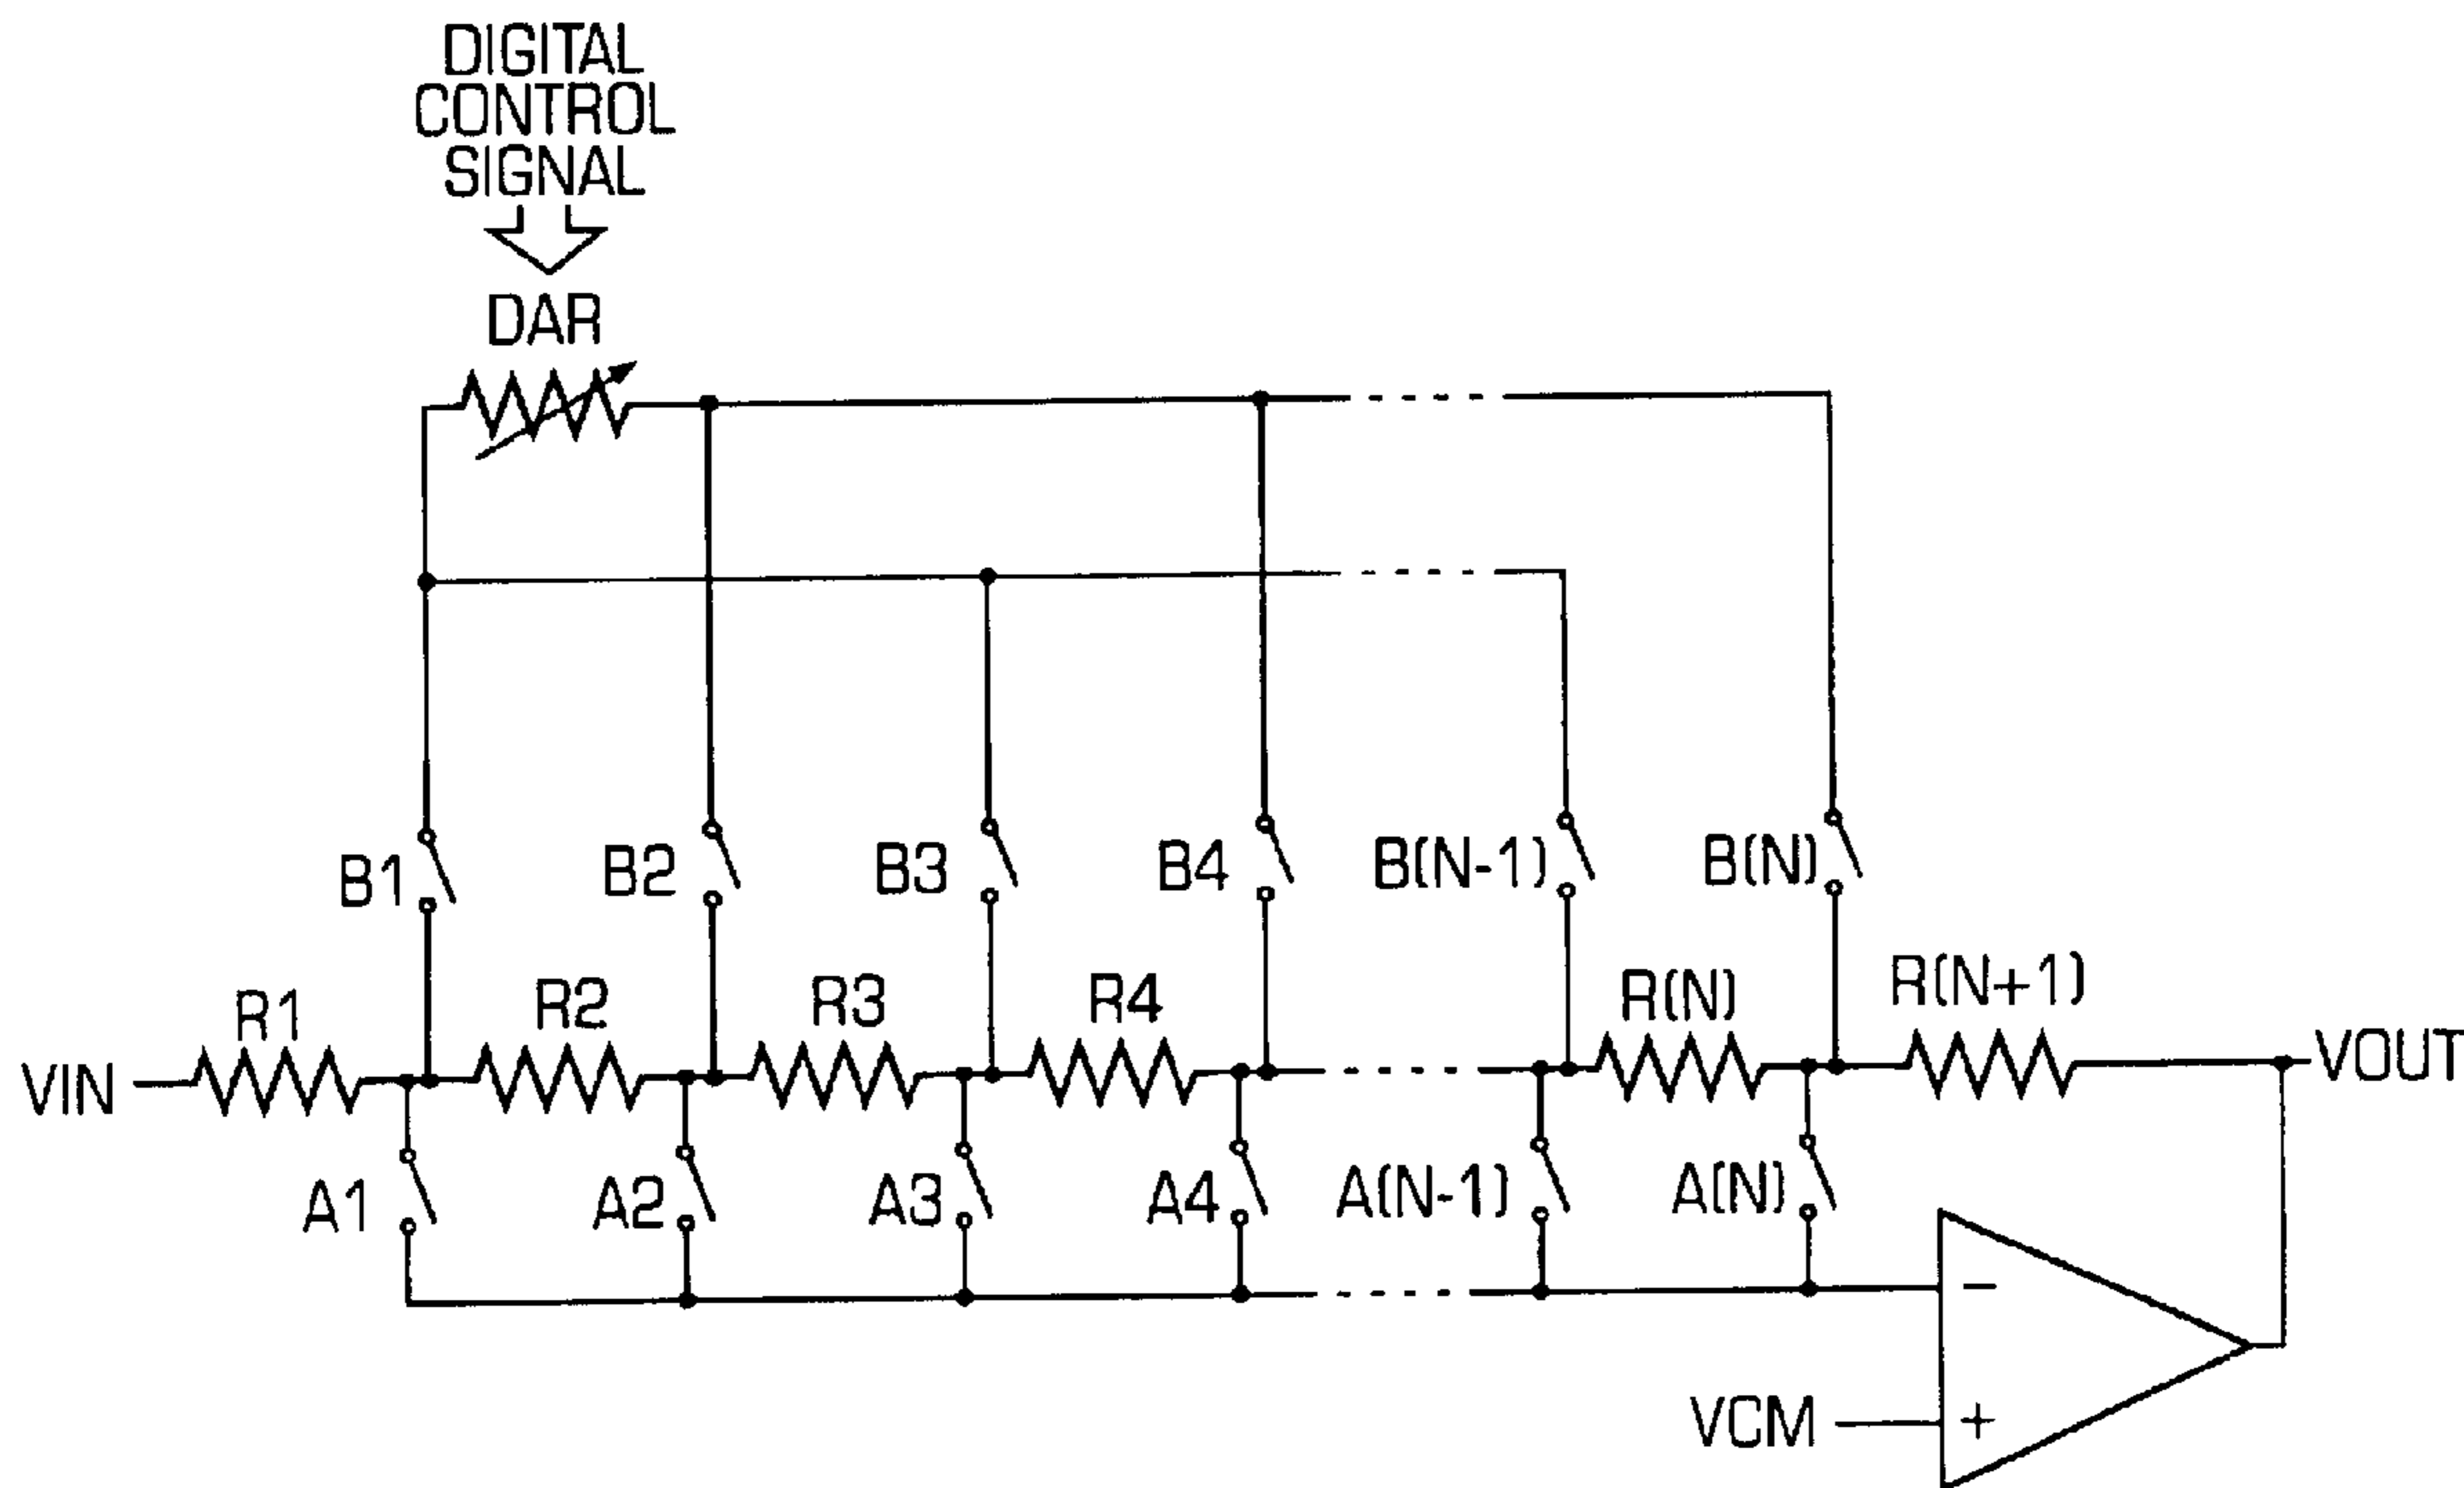 DIGITAL
CONTROL
SIGNAL
DAR
B1
B2
B3
B4
B(N-1)
B(N)
R1
R2
R3
R4
R(N)
R(N+1)
VIN
VOUT
A1
A2
A3
A4
A(N-1)
A(N)
−
VCM
+